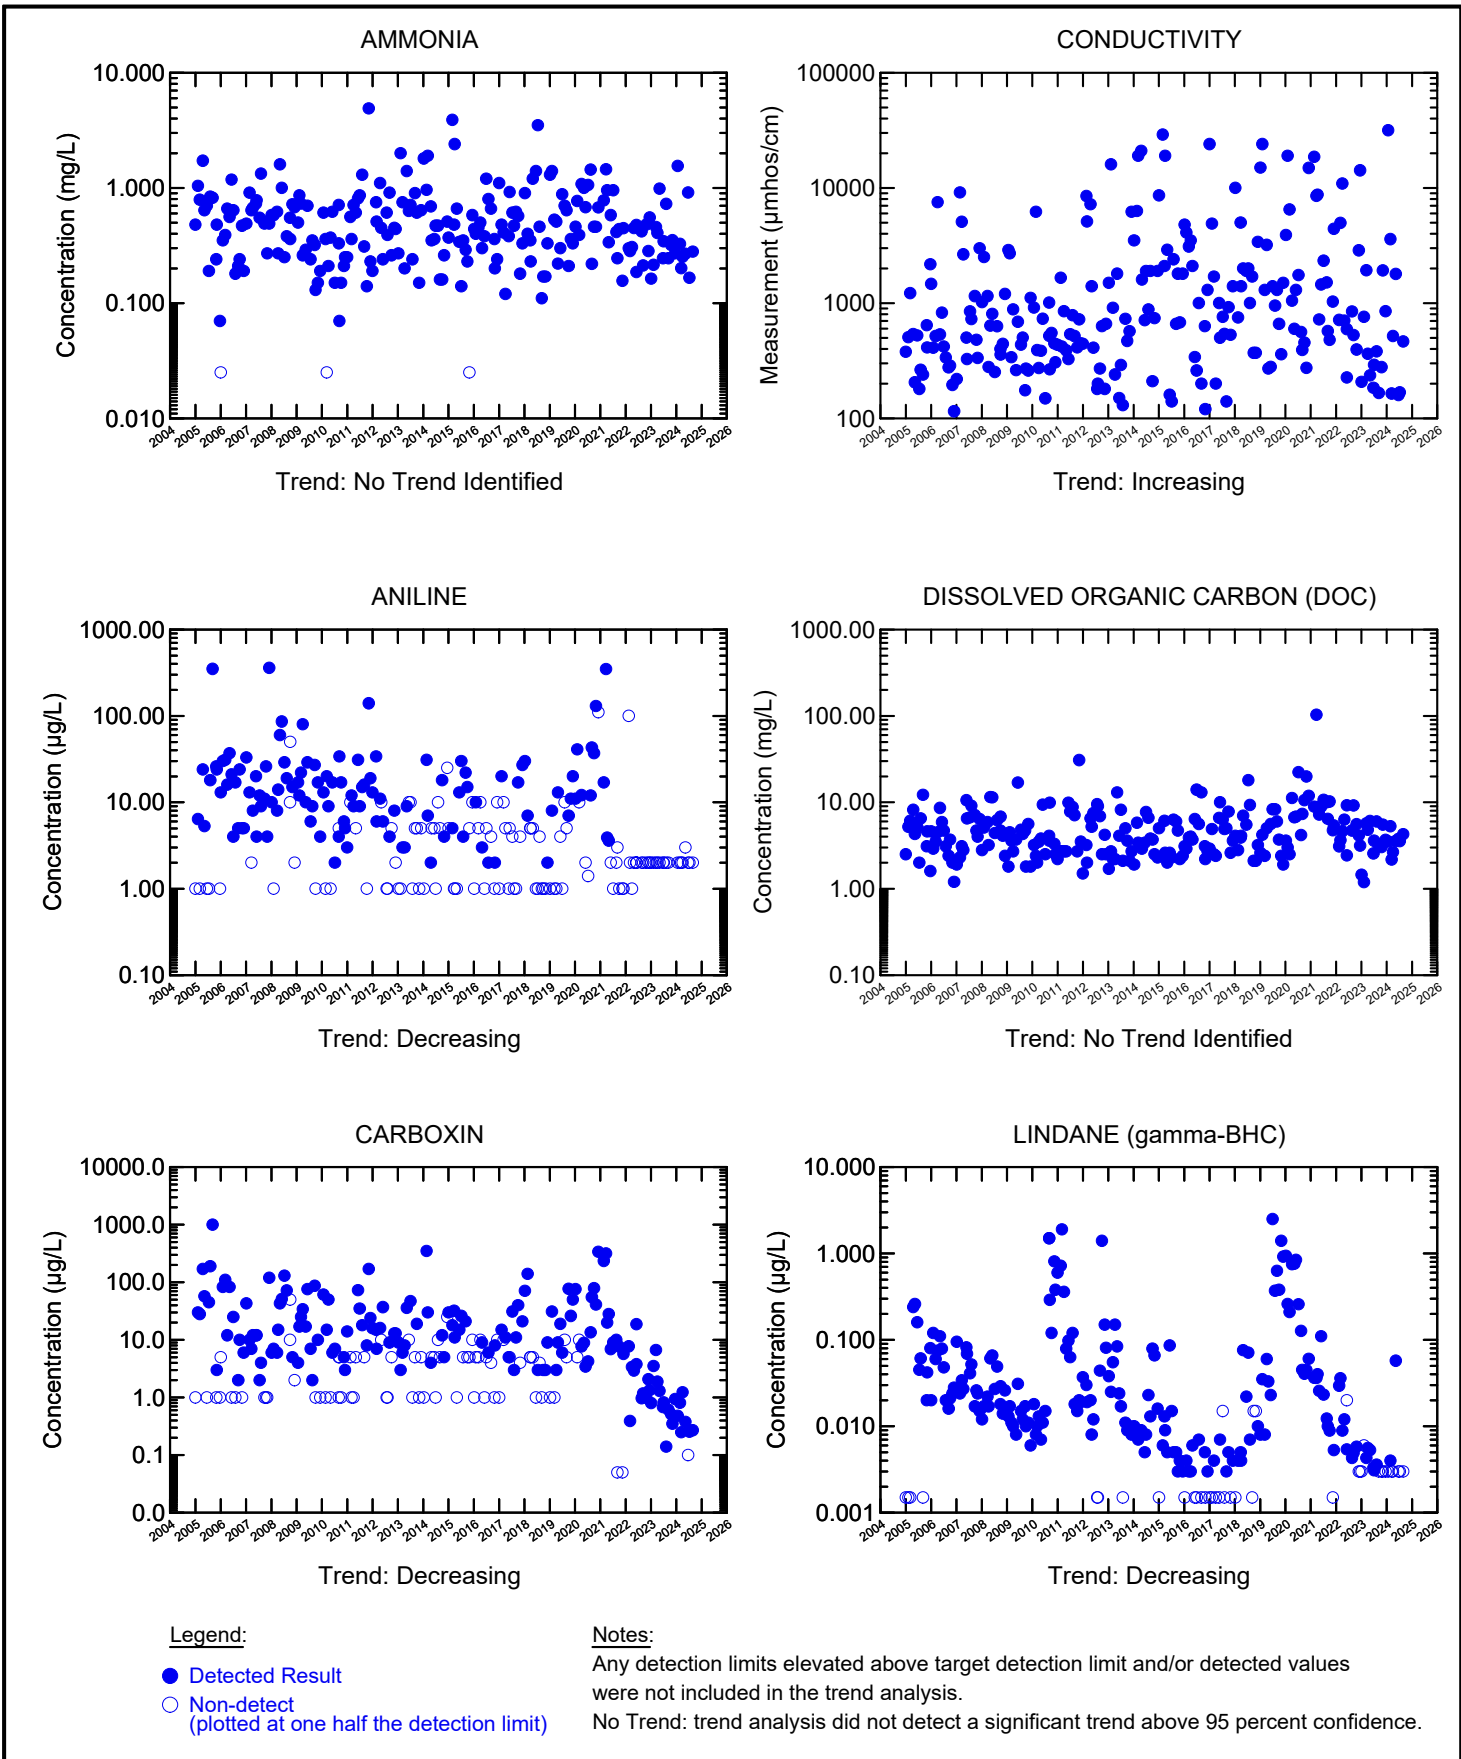 AMMONIA
Concentration (mg/L)
10.000
1.000
0.100
0.010
2004 2005 2006 2007 2008 2009 2010 2011 2012 2013 2014 2015 2016 2017 2018 2019 2020 2021 2022 2023 2024 2025 2026
Trend: No Trend Identified
CONDUCTIVITY
Measurement (µmhos/cm)
100000
10000
1000
100
2004 2005 2006 2007 2008 2009 2010 2011 2012 2013 2014 2015 2016 2017 2018 2019 2020 2021 2022 2023 2024 2025 2026
Trend: Increasing
ANILINE
Concentration (µg/L)
1000.00
100.00
10.00
1.00
0.10
2004 2005 2006 2007 2008 2009 2010 2011 2012 2013 2014 2015 2016 2017 2018 2019 2020 2021 2022 2023 2024 2025 2026
Trend: Decreasing
DISSOLVED ORGANIC CARBON (DOC)
Concentration (mg/L)
1000.00
100.00
10.00
1.00
0.10
2004 2005 2006 2007 2008 2009 2010 2011 2012 2013 2014 2015 2016 2017 2018 2019 2020 2021 2022 2023 2024 2025 2026
Trend: No Trend Identified
CARBOXIN
Concentration (µg/L)
10000.0
1000.0
100.0
10.0
1.0
0.1
0.0
2004 2005 2006 2007 2008 2009 2010 2011 2012 2013 2014 2015 2016 2017 2018 2019 2020 2021 2022 2023 2024 2025 2026
Trend: Decreasing
LINDANE (gamma-BHC)
Concentration (µg/L)
10.000
1.000
0.100
0.010
0.001
2004 2005 2006 2007 2008 2009 2010 2011 2012 2013 2014 2015 2016 2017 2018 2019 2020 2021 2022 2023 2024 2025 2026
Trend: Decreasing
Legend:
Detected Result
Non-detect
(plotted at one half the detection limit)
Notes:
Any detection limits elevated above target detection limit and/or detected values
were not included in the trend analysis.
No Trend: trend analysis did not detect a significant trend above 95 percent confidence.